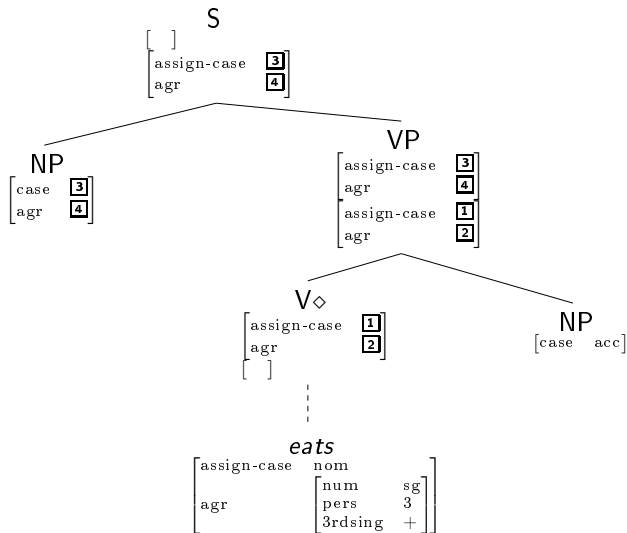 S
[ ]
assign-case 3
agr 4
NP
case 3
agr 4
VP
assign-case 3
agr 4
assign-case 1
agr 2
V◇
assign-case 1
agr 2
[ ]
NP
[case acc]
eats
assign-case nom
agr
num sg
pers 3
3rdsing +